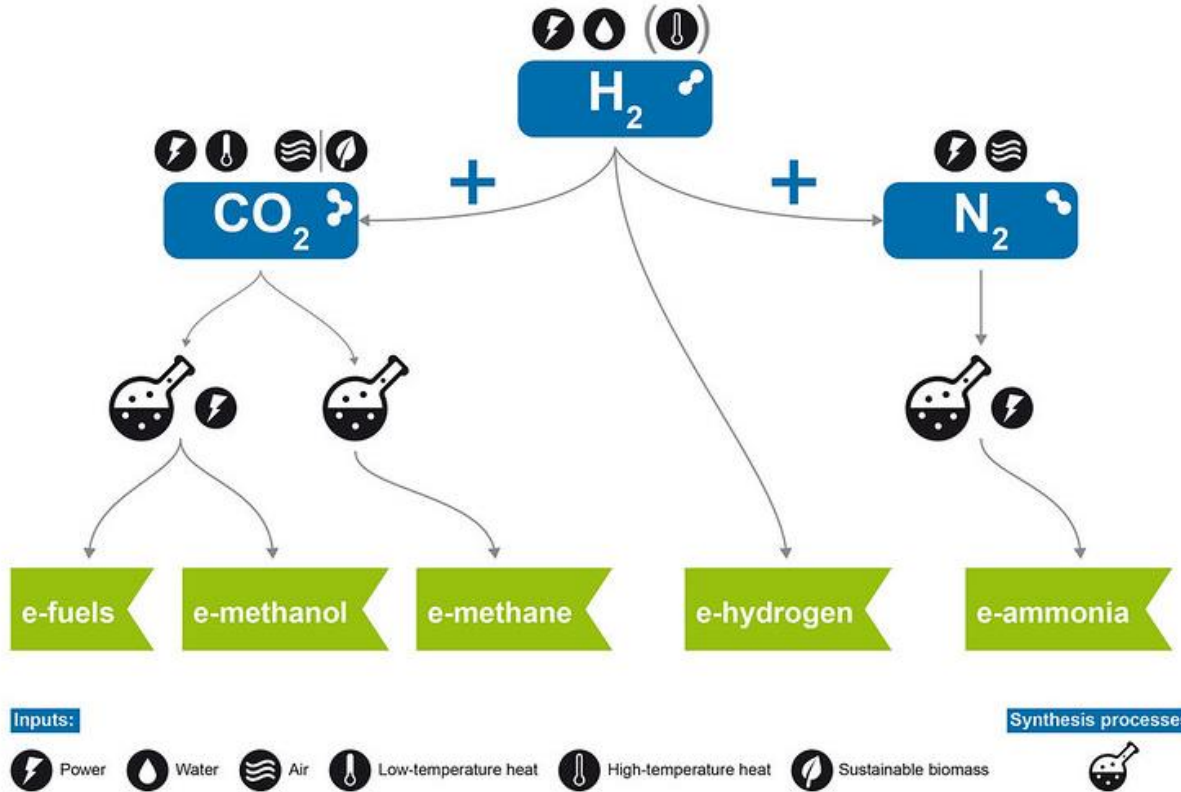 H₂
CO₂
N₂
+
+
e-fuels
e-methanol
e-methane
e-hydrogen
e-ammonia
Inputs:
Synthesis processes
Power
Water
Air
Low-temperature heat
High-temperature heat
Sustainable biomass